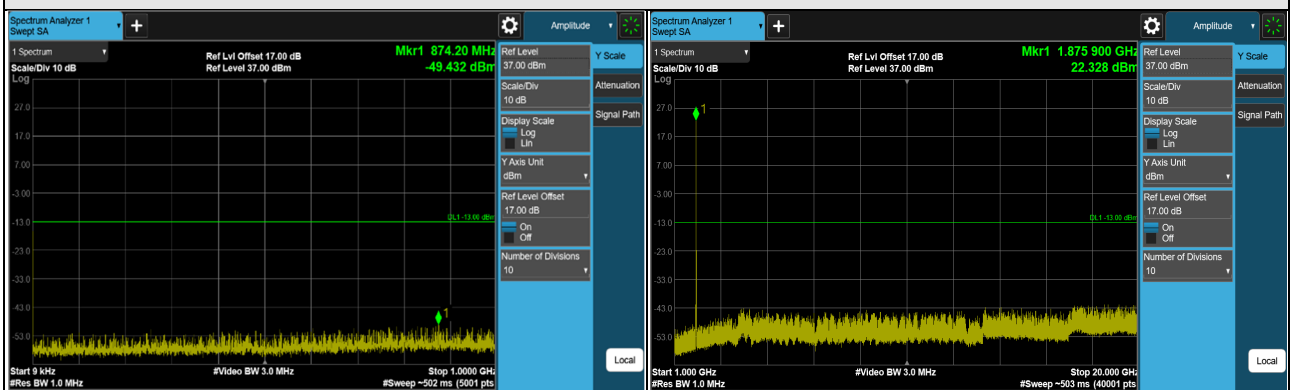 Spectrum Analyzer 1
Swept SA
+
Amplitude
1 Spectrum
Scale/Div 10 dB
Log
Ref Lvl Offset 17.00 dB
Ref Level 37.00 dBm
Mkr1 874.20 MHz
-49.432 dBm
27.0
17.0
7.00
-3.00
-13.0
-23.0
-33.0
-43.0
-53.0
DL1 -13.00 dBm
1
Start 9 kHz
#Res BW 1.0 MHz
#Video BW 3.0 MHz
Stop 1.0000 GHz
#Sweep ~502 ms (5001 pts
Ref Level
37.00 dBm
Scale/Div
10 dB
Display Scale
Log
Lin
Y Axis Unit
dBm
Ref Level Offset
17.00 dB
On
Off
Number of Divisions
10
Y Scale
Attenuation
Signal Path
Local
Spectrum Analyzer 1
Swept SA
+
Amplitude
1 Spectrum
Scale/Div 10 dB
Log
Ref Lvl Offset 17.00 dB
Ref Level 37.00 dBm
Mkr1 1.875 900 GHz
22.328 dBm
27.0
17.0
7.00
-3.00
-13.0
-23.0
-33.0
-43.0
-53.0
1
DL1 -13.00 dBm
Start 1.000 GHz
#Res BW 1.0 MHz
#Video BW 3.0 MHz
Stop 20.000 GHz
#Sweep ~503 ms (40001 pts
Ref Level
37.00 dBm
Scale/Div
10 dB
Display Scale
Log
Lin
Y Axis Unit
dBm
Ref Level Offset
17.00 dB
On
Off
Number of Divisions
10
Y Scale
Attenuation
Signal Path
Local